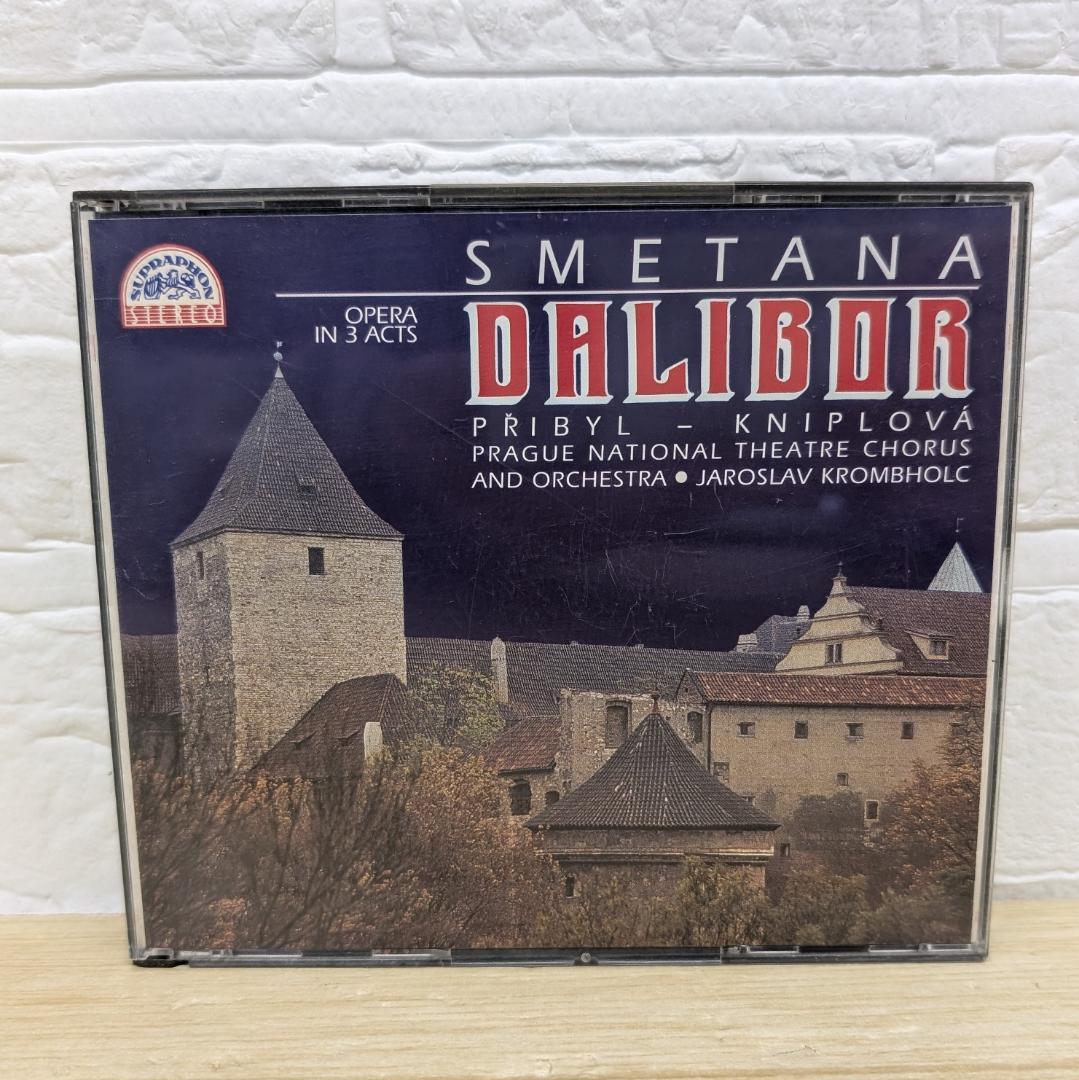 SUPRAPHON
STEREO
SMETANA
OPERA
IN 3 ACTS
DALIBOR
PŘIBYL – KNIPLOVÁ
PRAGUE NATIONAL THEATRE CHORUS
AND ORCHESTRA • JAROSLAV KROMBHOLC